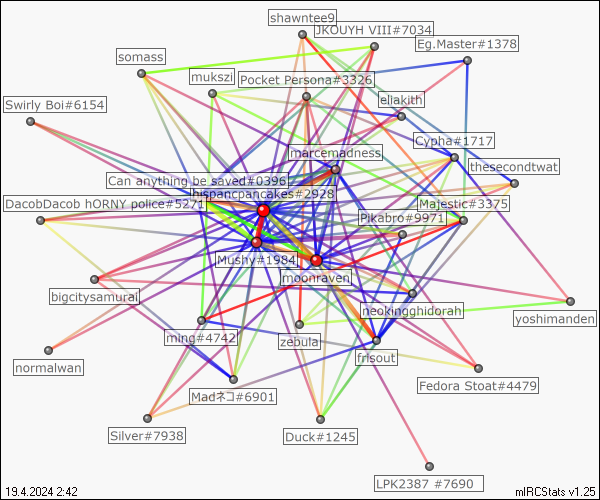 shawntee9
JKOUYH VIII#7034
Eg.Master#1378
somass
mukszi
Pocket Persona#3326
Swirly Boi#6154
eliakith
Cypha#1717
marcemadness
thesecondtwat
Can anything be saved#0396
hispancpancakes#2928
DacobDacob hORNY police#5271
Majestic#3375
Pikabro#9971
Mushy#1984
moonraven
bigcitysamurai
neokingghidorah
yoshimanden
ming#4742
zebula
frisout
normalwan
Fedora Stoat#4479
Madネコ#6901
Silver#7938
Duck#1245
LPK2387 #7690
19.4.2024 2:42
mIRCStats v1.25